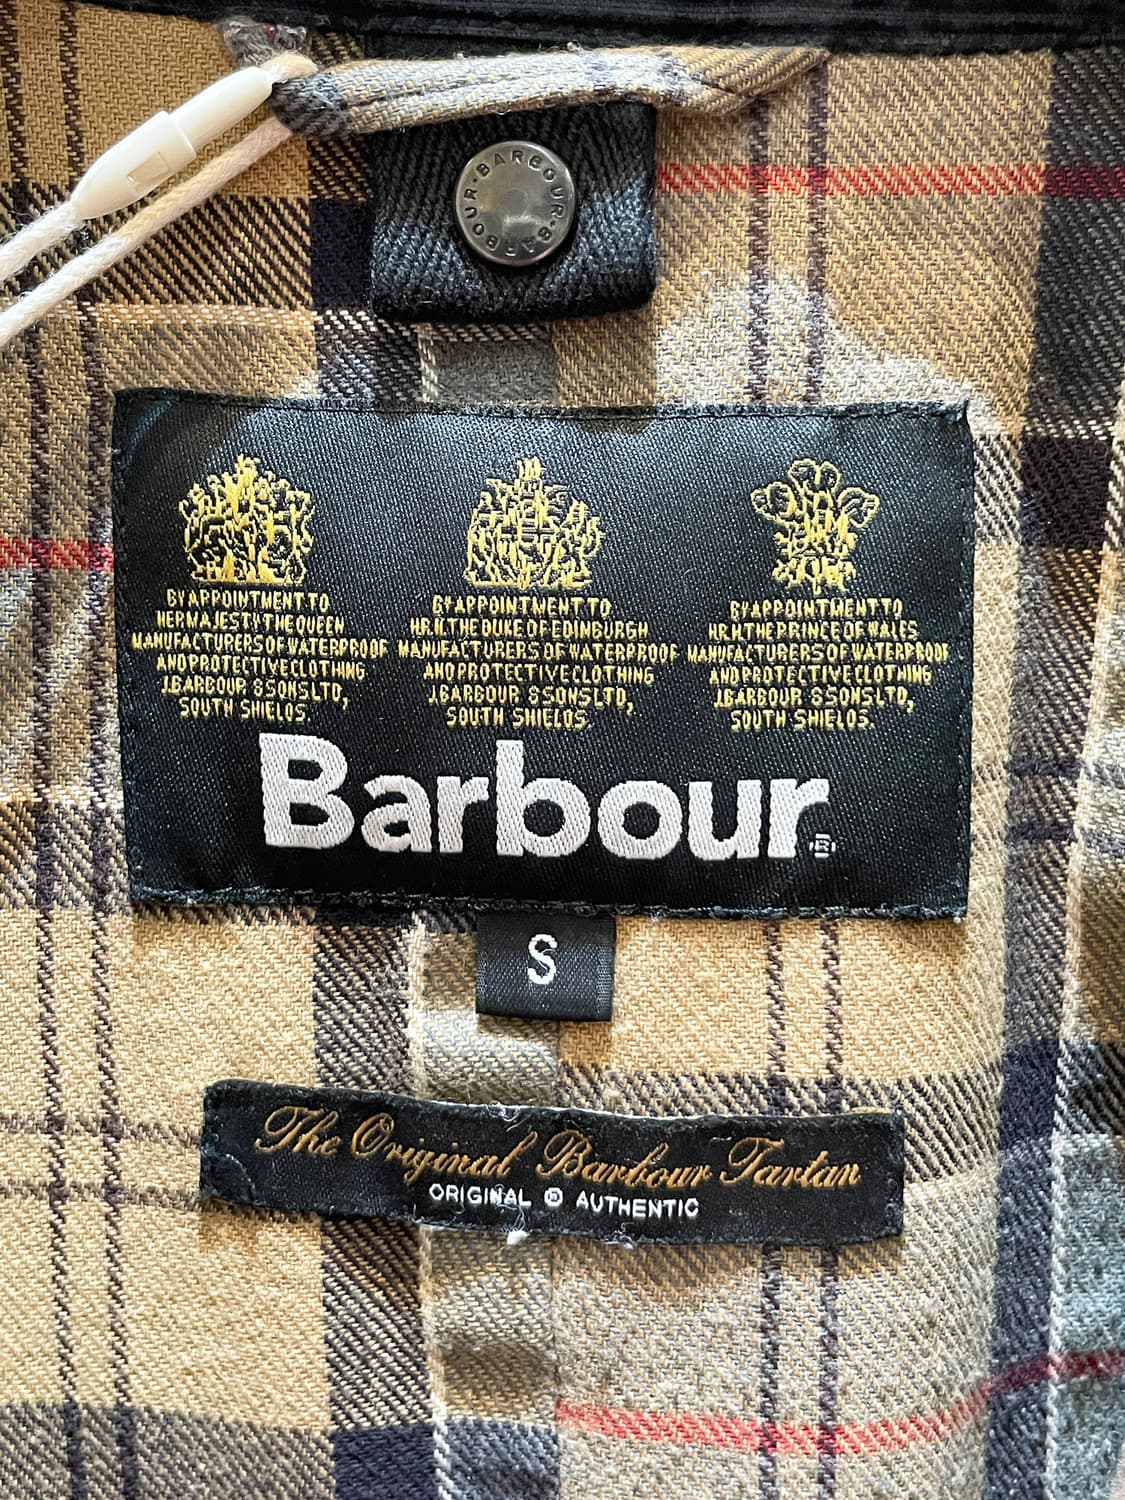 BARBOUR·BARBOUR·BARBOUR·
BY APPOINTMENT TO
HER MAJESTY THE QUEEN
MANUFACTURERS OF WATERPROOF
AND PROTECTIVE CLOTHING
J.BARBOUR & SONS LTD,
SOUTH SHIELDS.
BY APPOINTMENT TO
H.R.H. THE DUKE OF EDINBURGH
MANUFACTURERS OF WATERPROOF
AND PROTECTIVE CLOTHING
J.BARBOUR & SONS LTD,
SOUTH SHIELDS.
BY APPOINTMENT TO
H.R.H. THE PRINCE OF WALES
MANUFACTURERS OF WATERPROOF
AND PROTECTIVE CLOTHING
J.BARBOUR & SONS LTD,
SOUTH SHIELDS.
Barbour®
S
The Original Barbour Tartan
ORIGINAL ® AUTHENTIC